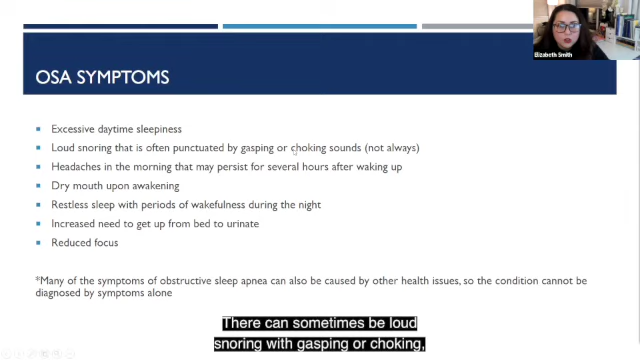 Elizabeth Smith
OSA SYMPTOMS
Excessive daytime sleepiness
Loud snoring that is often punctuated by gasping or choking sounds (not always)
Headaches in the morning that may persist for several hours after waking up
Dry mouth upon awakening
Restless sleep with periods of wakefulness during the night
Increased need to get up from bed to urinate
Reduced focus
*Many of the symptoms of obstructive sleep apnea can also be caused by other health issues, so the condition cannot be
diagnosed by symptoms alone
There can sometimes be loud
snoring with gasping or choking,